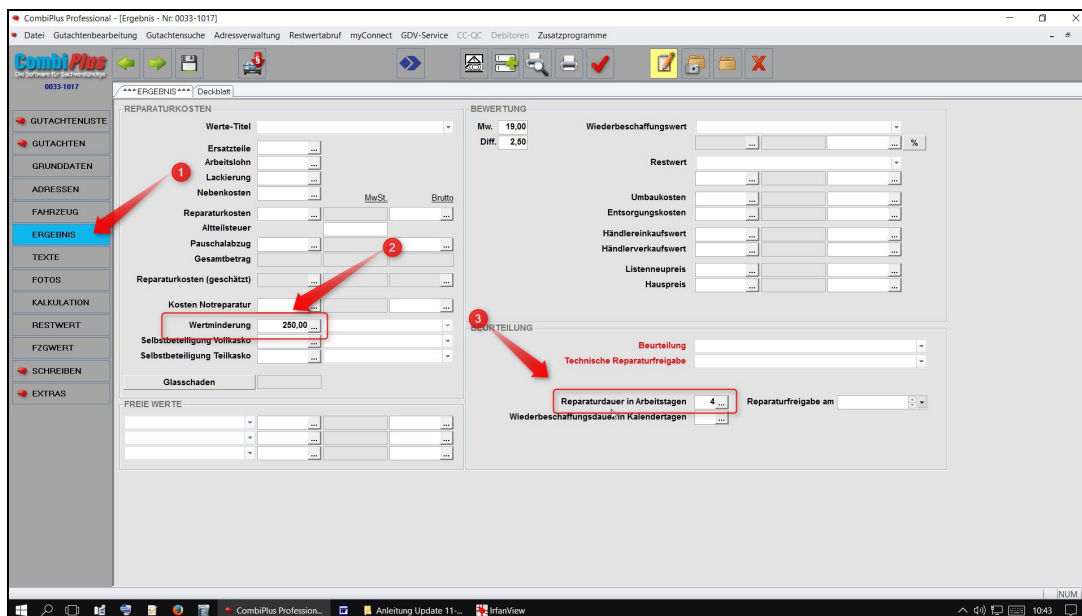 CombiPlus Professional - [Ergebnis - Nr: 0033-1017]
Datei Gutachtenbearbeitung Gutachtensuche Adressverwaltung Restwertabruf myConnect GDV-Service CC-QC Debitoren Zusatzprogramme
CombiPlus
Die Software für Sachverständige
0033-1017
***ERGEBNIS*** Deckblatt
GUTACHTENLISTE
GUTACHTEN
GRUNDDATEN
ADRESSEN
FAHRZEUG
ERGEBNIS
TEXTE
FOTOS
KALKULATION
RESTWERT
FZGWERT
SCHREIBEN
EXTRAS
REPARATURKOSTEN
Werte-Titel
Ersatzteile ...
Arbeitslohn ...
Lackierung ...
Nebenkosten ... MwSt. Brutto
Reparaturkosten ... ...
Altteilsteuer
Pauschalabzug ... ...
Gesamtbetrag
Reparaturkosten (geschätzt) ... ...
Kosten Notreparatur ... ...
Wertminderung 250,00 ...
Selbstbeteiligung Vollkasko ...
Selbstbeteiligung Teilkasko ...
Glasschaden
FREIE WERTE
... ...
... ...
... ...
1
2
3
BEWERTUNG
Mw. 19,00 Wiederbeschaffungswert
Diff. 2,50 ... ... %
Restwert
... ...
Umbaukosten ... ...
Entsorgungskosten ... ...
Händlereinkaufswert ... ...
Händlerverkaufswert ... ...
Listenneupreis ... ...
Hauspreis ... ...
BEURTEILUNG
Beurteilung
Technische Reparaturfreigabe
Reparaturdauer in Arbeitstagen 4 ... Reparaturfreigabe am
Wiederbeschaffungsdauer in Kalendertagen ...
NUM
CombiPlus Profession... Anleitung Update 11-... IrfanView 10:43